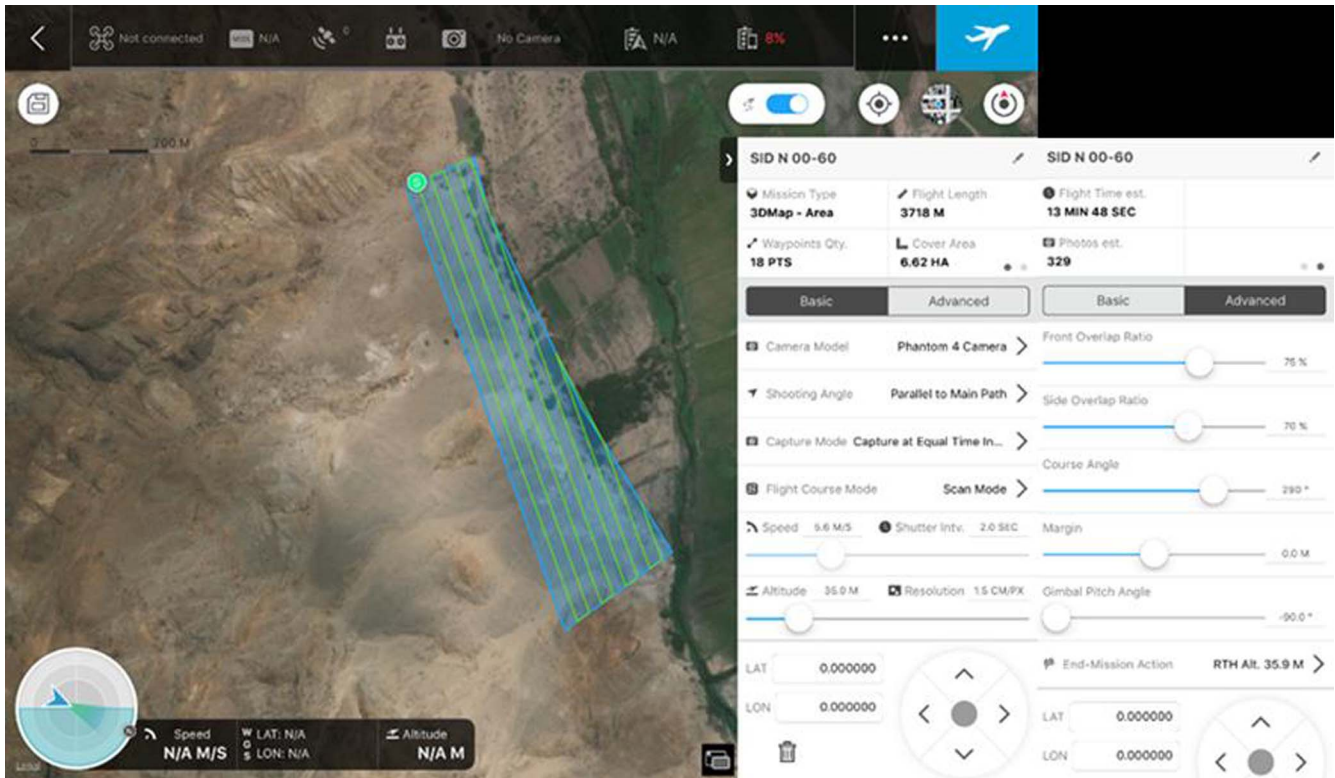 Not connected
MODE N/A
0
No Camera
N/A
8%
0 200 M
S
SID N 00-60
Mission Type Flight Length
3DMap - Area 3718 M
Waypoints Qty. Cover Area
18 PTS 6.62 HA
Basic Advanced
Camera Model Phantom 4 Camera
Shooting Angle Parallel to Main Path
Capture Mode Capture at Equal Time In...
Flight Course Mode Scan Mode
Speed 5.6 M/S Shutter Intv. 2.0 SEC
Altitude 35.9 M Resolution 1.5 CM/PX
LAT 0.000000
LON 0.000000
SID N 00-60
Flight Time est.
13 MIN 48 SEC
Photos est.
329
Basic Advanced
Front Overlap Ratio
75 %
Side Overlap Ratio
70 %
Course Angle
290 °
Margin
0.0 M
Gimbal Pitch Angle
-90.0 °
End-Mission Action RTH Alt. 35.9 M
LAT 0.000000
LON 0.000000
N
Speed
N/A M/S
WGS
LAT: N/A
LON: N/A
Altitude
N/A M
Legal